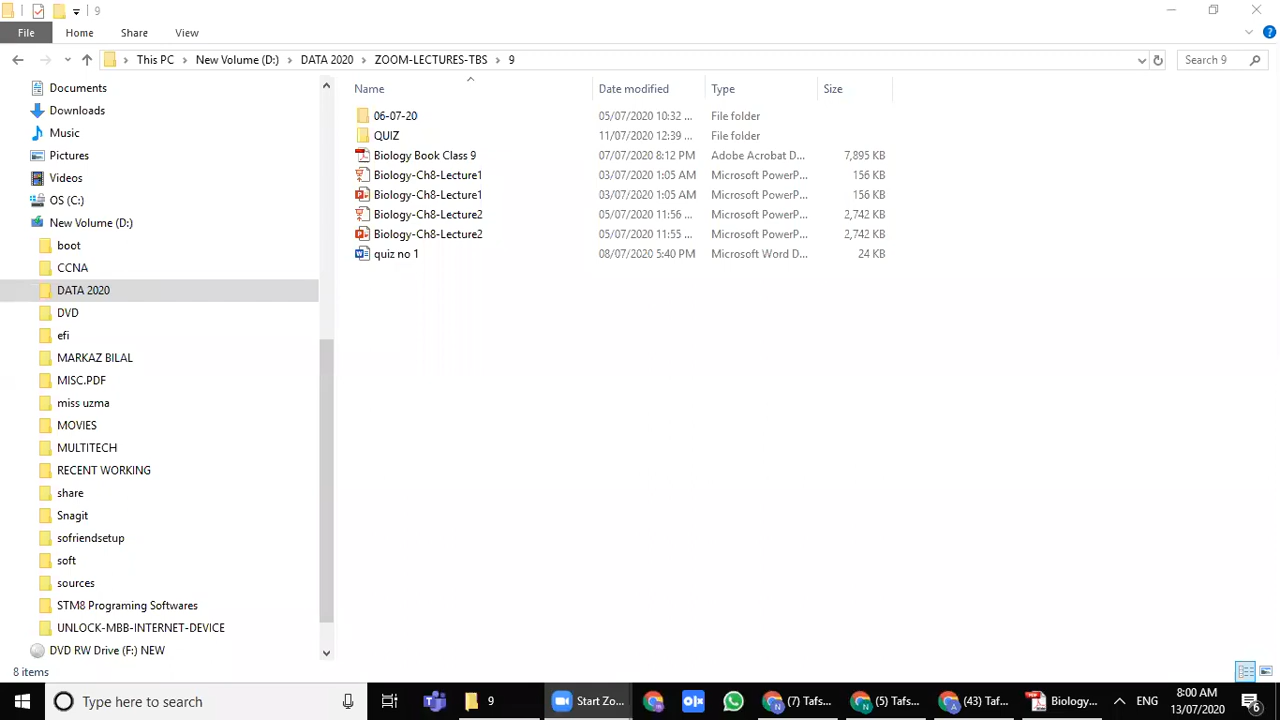 9
File Home Share View
This PC New Volume (D:) DATA 2020 ZOOM-LECTURES-TBS 9 Search 9
Name Date modified Type Size
06-07-20 05/07/2020 10:32 ... File folder
QUIZ 11/07/2020 12:39 ... File folder
Biology Book Class 9 07/07/2020 8:12 PM Adobe Acrobat D... 7,895 KB
Biology-Ch8-Lecture1 03/07/2020 1:05 AM Microsoft PowerP... 156 KB
Biology-Ch8-Lecture1 03/07/2020 1:05 AM Microsoft PowerP... 156 KB
Biology-Ch8-Lecture2 05/07/2020 11:56 ... Microsoft PowerP... 2,742 KB
Biology-Ch8-Lecture2 05/07/2020 11:55 ... Microsoft PowerP... 2,742 KB
quiz no 1 08/07/2020 5:40 PM Microsoft Word D... 24 KB
Documents
Downloads
Music
Pictures
Videos
OS (C:)
New Volume (D:)
boot
CCNA
DATA 2020
DVD
efi
MARKAZ BILAL
MISC.PDF
miss uzma
MOVIES
MULTITECH
RECENT WORKING
share
Snagit
sofriendsetup
soft
sources
STM8 Programing Softwares
UNLOCK-MBB-INTERNET-DEVICE
DVD RW Drive (F:) NEW
8 items
Type here to search 9 Start Zo... (7) Tafs... (5) Tafs... (43) Taf... Biology... ENG 8:00 AM
13/07/2020 6